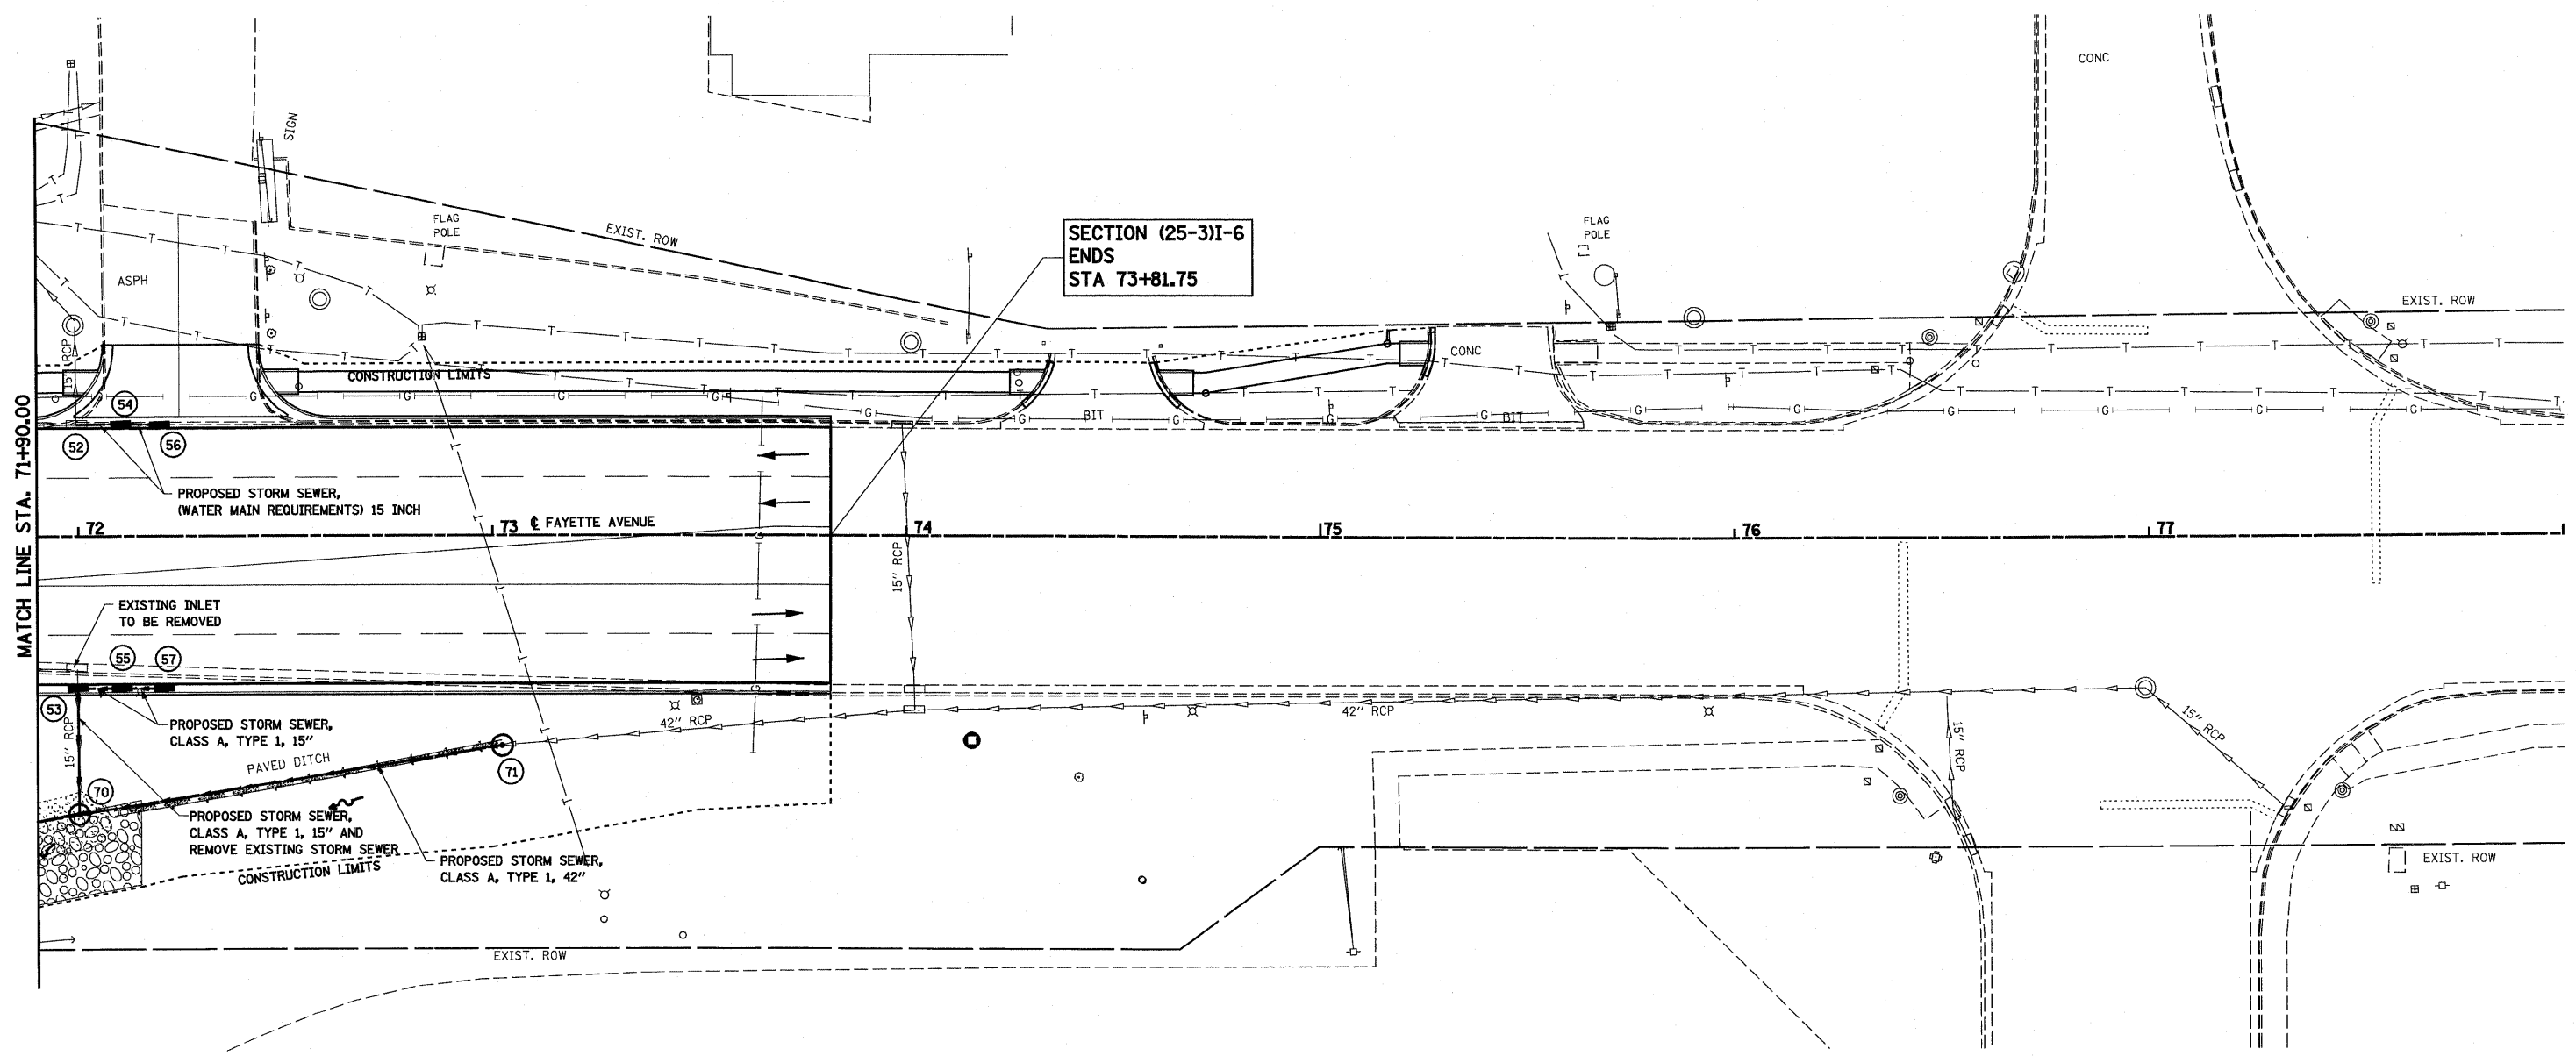 CONC
SIGN
FLAG
POLE
EXIST. ROW
SECTION (25-3)I-6
ENDS
STA 73+81.75
FLAG
POLE
ASPH
EXIST. ROW
15" RCP
CONSTRUCTION LIMITS
CONC
BIT
BIT
54
52
56
MATCH LINE STA. 71+90.00
PROPOSED STORM SEWER,
(WATER MAIN REQUIREMENTS) 15 INCH
72
73
℄ FAYETTE AVENUE
74
75
76
77
15" RCP
EXISTING INLET
TO BE REMOVED
55
57
53
PROPOSED STORM SEWER,
CLASS A, TYPE 1, 15"
42" RCP
42" RCP
15" RCP
15" RCP
15" RCP
PAVED DITCH
71
70
PROPOSED STORM SEWER,
CLASS A, TYPE 1, 15" AND
REMOVE EXISTING STORM SEWER
PROPOSED STORM SEWER,
CLASS A, TYPE 1, 42"
CONSTRUCTION LIMITS
EXIST. ROW
EXIST. ROW